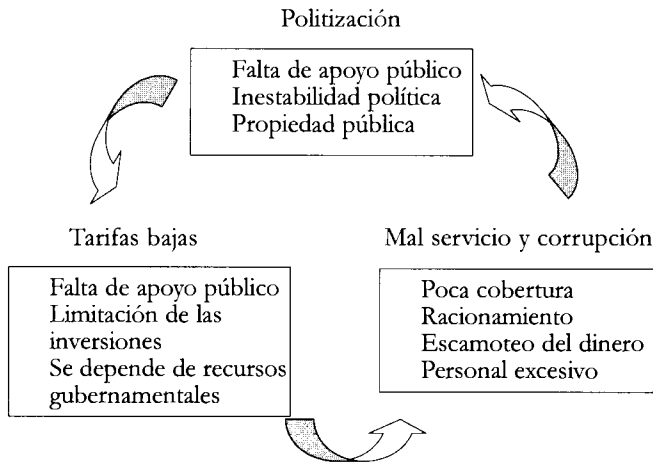 Politización
Falta de apoyo público
Inestabilidad política
Propiedad pública
Tarifas bajas
Falta de apoyo público
Limitación de las
inversiones
Se depende de recursos
gubernamentales
Mal servicio y corrupción
Poca cobertura
Racionamiento
Escamoteo del dinero
Personal excesivo